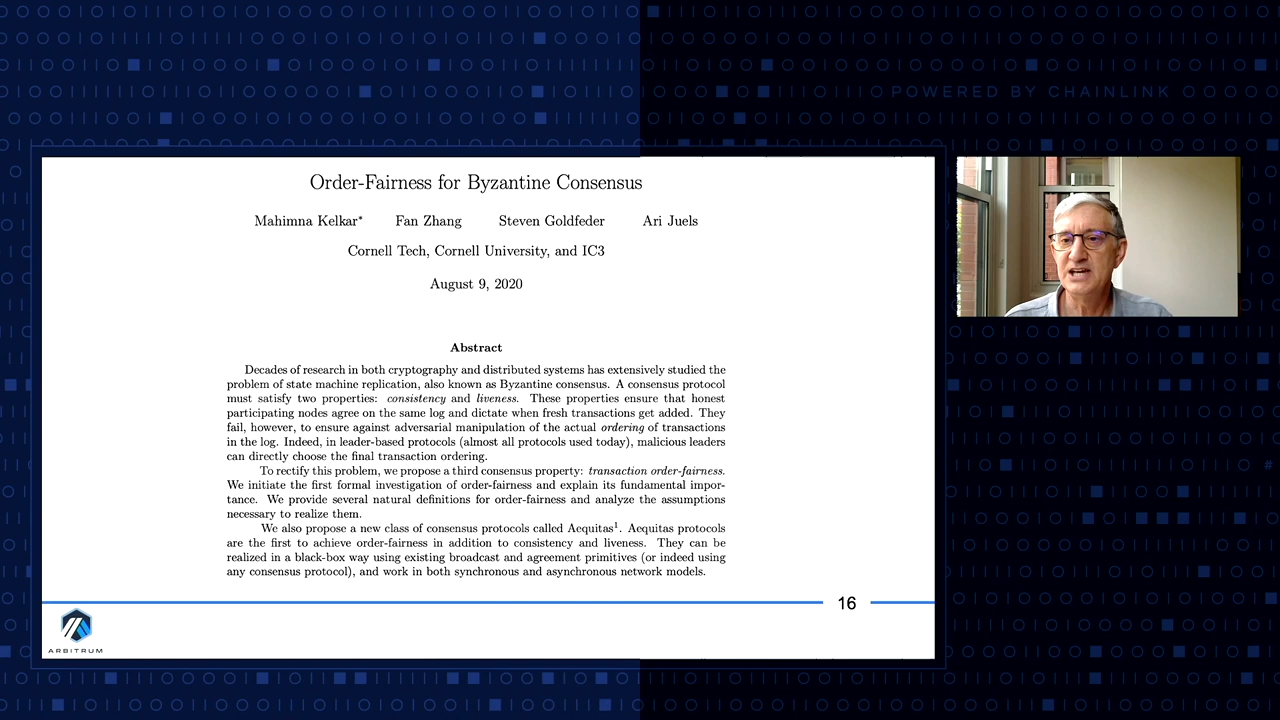 POWERED BY CHAINLINK
Order-Fairness for Byzantine Consensus
Mahimna Kelkar* Fan Zhang Steven Goldfeder Ari Juels
Cornell Tech, Cornell University, and IC3
August 9, 2020
Abstract
Decades of research in both cryptography and distributed systems has extensively studied the
problem of state machine replication, also known as Byzantine consensus. A consensus protocol
must satisfy two properties: consistency and liveness. These properties ensure that honest
participating nodes agree on the same log and dictate when fresh transactions get added. They
fail, however, to ensure against adversarial manipulation of the actual ordering of transactions
in the log. Indeed, in leader-based protocols (almost all protocols used today), malicious leaders
can directly choose the final transaction ordering.
To rectify this problem, we propose a third consensus property: transaction order-fairness.
We initiate the first formal investigation of order-fairness and explain its fundamental impor-
tance. We provide several natural definitions for order-fairness and analyze the assumptions
necessary to realize them.
We also propose a new class of consensus protocols called Aequitas¹. Aequitas protocols
are the first to achieve order-fairness in addition to consistency and liveness. They can be
realized in a black-box way using existing broadcast and agreement primitives (or indeed using
any consensus protocol), and work in both synchronous and asynchronous network models.
16
ARBITRUM